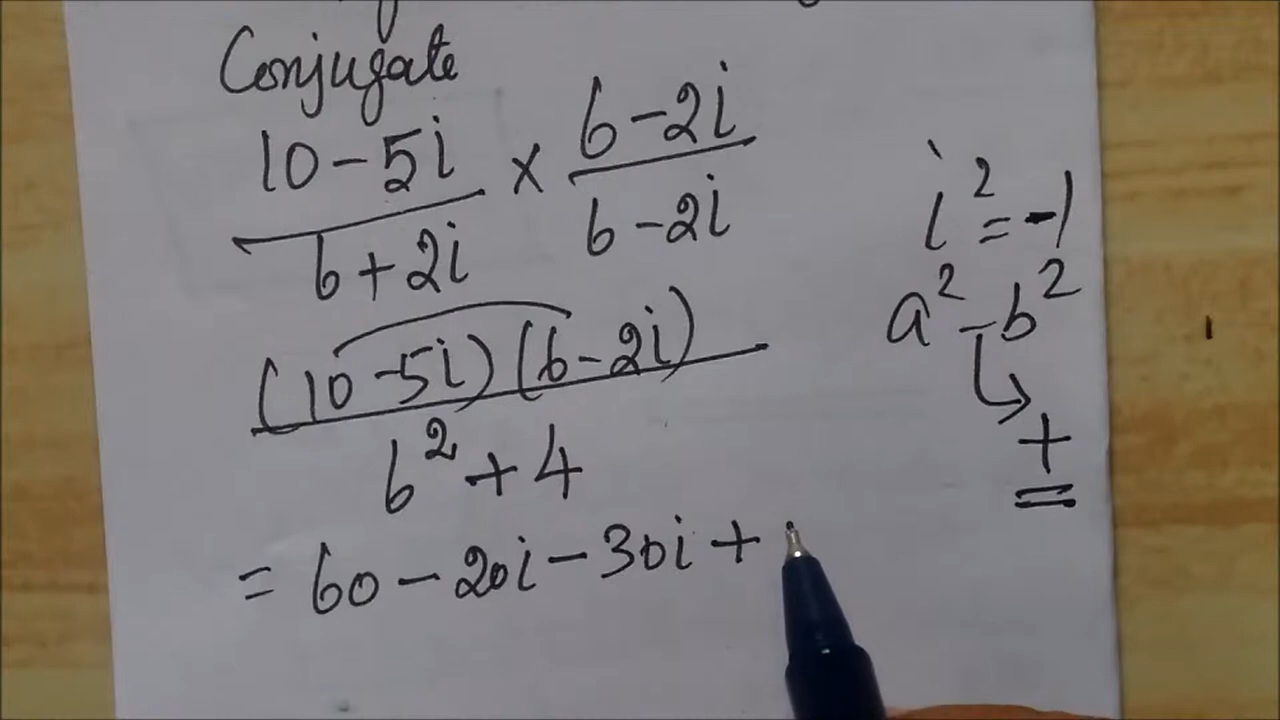 Conjugate
10 - 5i / 6 + 2i × 6 - 2i / 6 - 2i
(10 - 5i)(6 - 2i) / 6² + 4
= 60 - 20i - 30i +
i² = -1
a² - b²
+